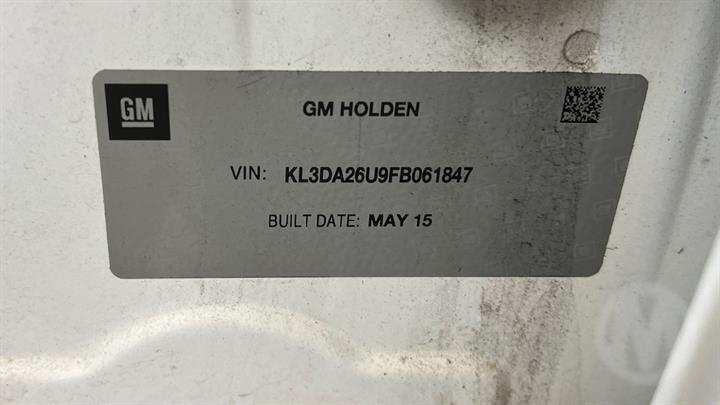 GM
GM HOLDEN
VIN: KL3DA26U9FB061847
BUILT DATE: MAY 15
M